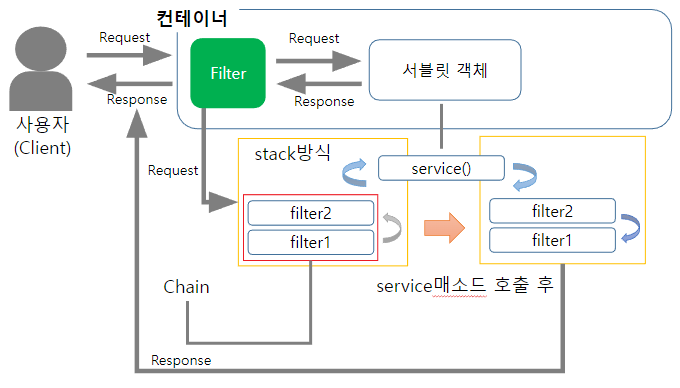 컨테이너
Request
Request
Filter
서블릿 객체
Response
Response
사용자
(Client)
stack방식
Request
service()
filter2
filter1
filter2
filter1
Chain
service매소드 호출 후
Response